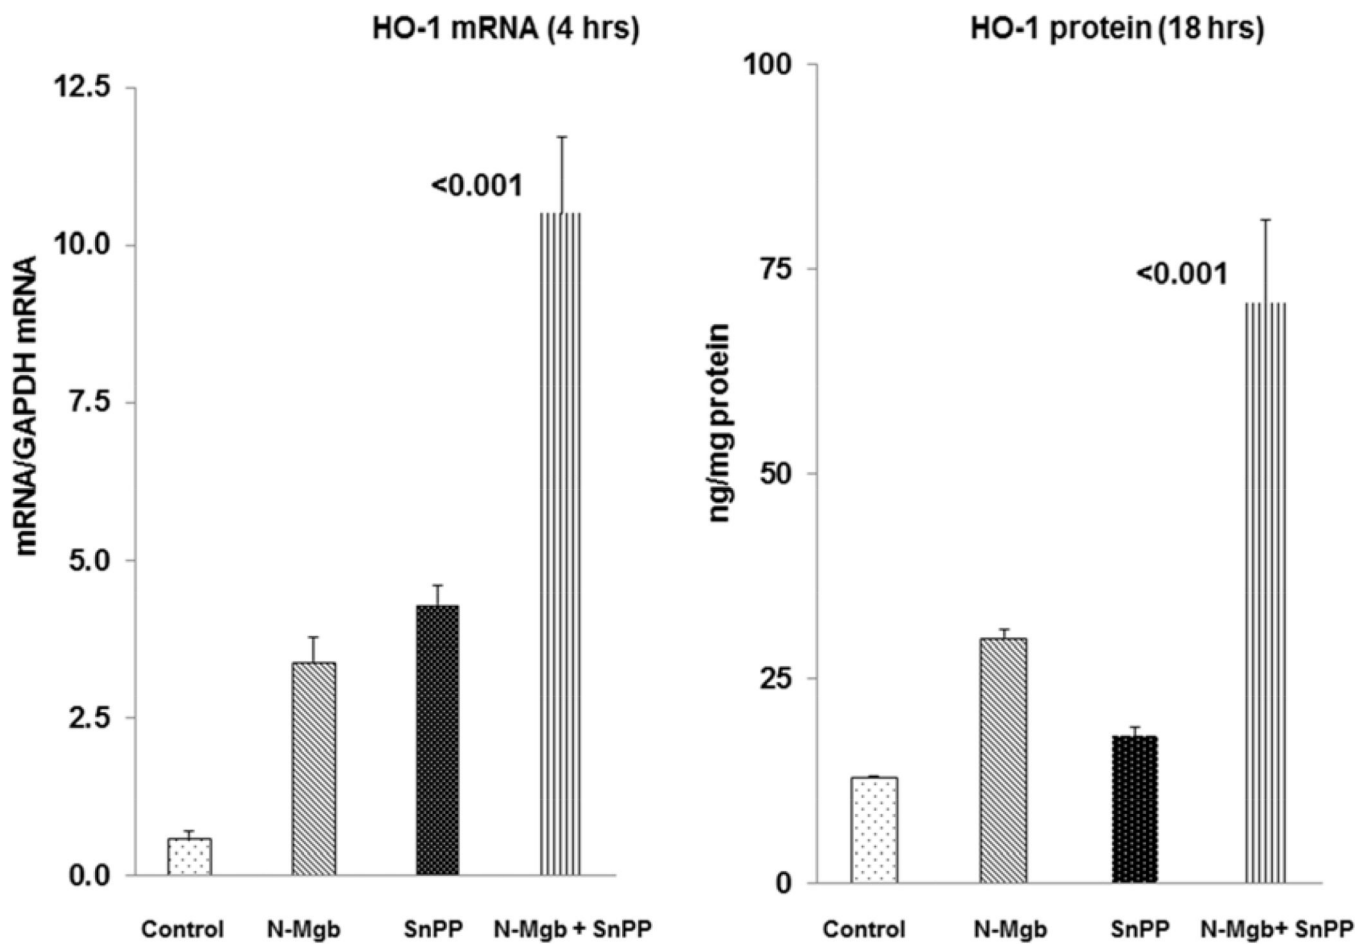 HO-1 mRNA (4 hrs)
12.5
10.0
7.5
5.0
2.5
0.0
mRNA/GAPDH mRNA
<0.001
Control N-Mgb SnPP N-Mgb + SnPP
HO-1 protein (18 hrs)
100
75
50
25
0
ng/mg protein
<0.001
Control N-Mgb SnPP N-Mgb+ SnPP